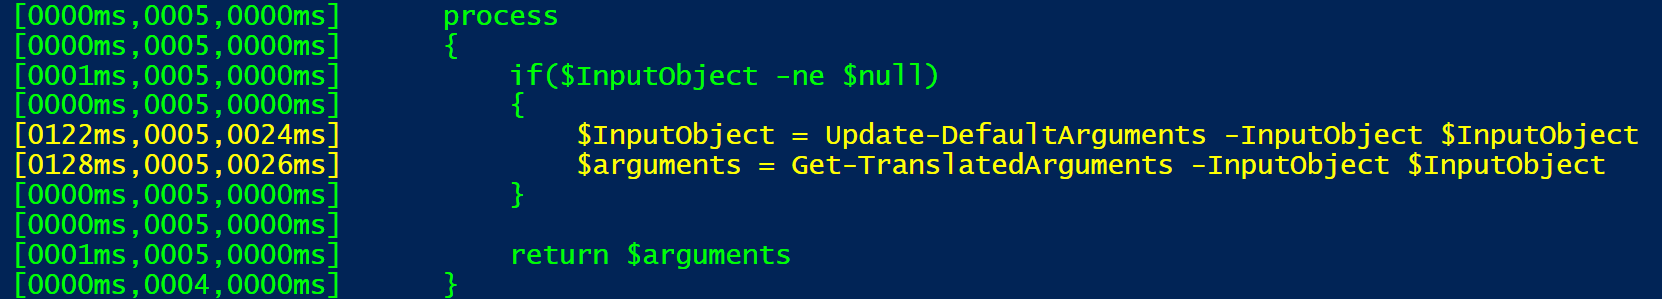 [0000ms,0005,0000ms]      process
[0000ms,0005,0000ms]      {
[0001ms,0005,0000ms]          if($InputObject -ne $null)
[0000ms,0005,0000ms]          {
[0122ms,0005,0024ms]              $InputObject = Update-DefaultArguments -InputObject $InputObject
[0128ms,0005,0026ms]              $arguments = Get-TranslatedArguments -InputObject $InputObject
[0000ms,0005,0000ms]          }
[0000ms,0005,0000ms]
[0001ms,0005,0000ms]          return $arguments
[0000ms,0004,0000ms]      }